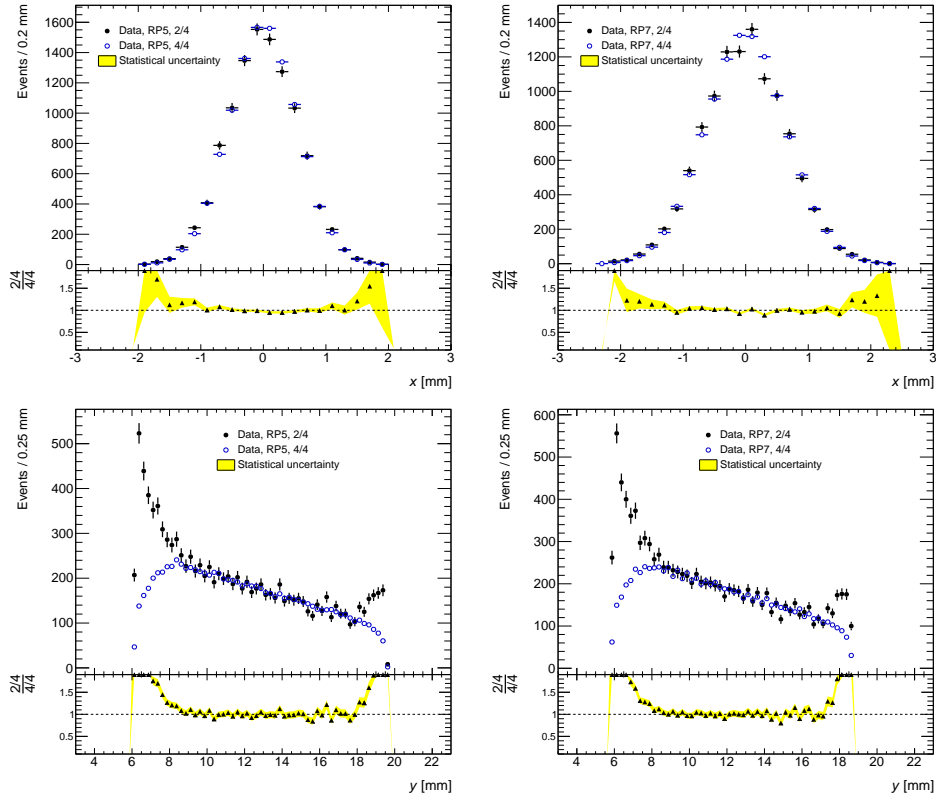 Events / 0.2 mm
1600
1400
1200
1000
800
600
400
200
0
Data, RP5, 2/4
Data, RP5, 4/4
Statistical uncertainty
2/4
4/4
1.5
1
0.5
-3 -2 -1 0 1 2 3
x [mm]
Events / 0.2 mm
1400
1200
1000
800
600
400
200
0
Data, RP7, 2/4
Data, RP7, 4/4
Statistical uncertainty
2/4
4/4
1.5
1
0.5
-3 -2 -1 0 1 2 3
x [mm]
Events / 0.25 mm
500
400
300
200
100
0
Data, RP5, 2/4
Data, RP5, 4/4
Statistical uncertainty
2/4
4/4
1.5
1
0.5
4 6 8 10 12 14 16 18 20 22
y [mm]
Events / 0.25 mm
600
500
400
300
200
100
0
Data, RP7, 2/4
Data, RP7, 4/4
Statistical uncertainty
2/4
4/4
1.5
1
0.5
4 6 8 10 12 14 16 18 20 22
y [mm]